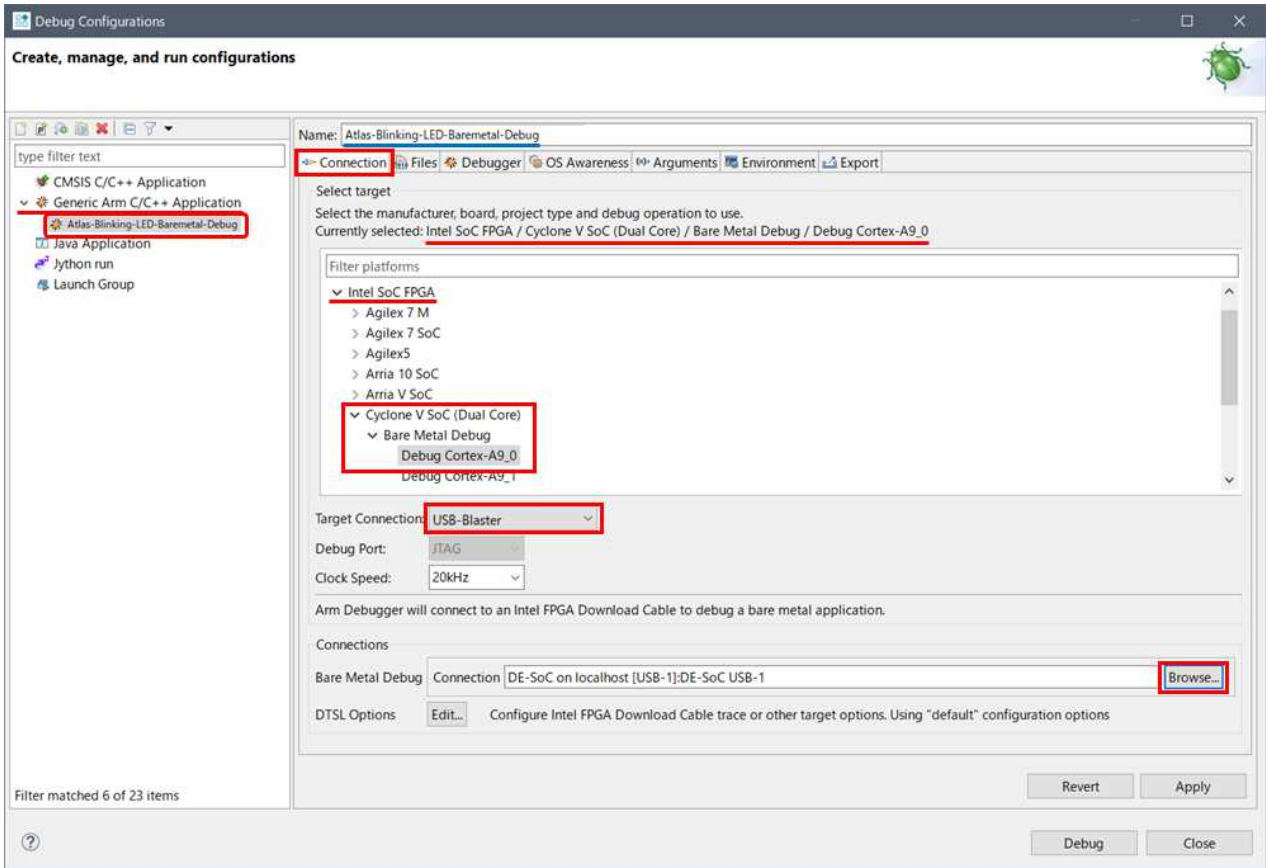 Debug Configurations
Create, manage, and run configurations
type filter text
CMSIS C/C++ Application
Generic Arm C/C++ Application
Atlas-Blinking-LED-Baremetal-Debug
Java Application
Jython run
Launch Group
Filter matched 6 of 23 items
Name: Atlas-Blinking-LED-Baremetal-Debug
Connection Files Debugger OS Awareness Arguments Environment Export
Select target
Select the manufacturer, board, project type and debug operation to use.
Currently selected: Intel SoC FPGA / Cyclone V SoC (Dual Core) / Bare Metal Debug / Debug Cortex-A9_0
Filter platforms
Intel SoC FPGA
Agilex 7 M
Agilex 7 SoC
Agilex5
Arria 10 SoC
Arria V SoC
Cyclone V SoC (Dual Core)
Bare Metal Debug
Debug Cortex-A9_0
Debug Cortex-A9_1
Target Connection: USB-Blaster
Debug Port: JTAG
Clock Speed: 20kHz
Arm Debugger will connect to an Intel FPGA Download Cable to debug a bare metal application.
Connections
Bare Metal Debug Connection DE-SoC on localhost [USB-1]:DE-SoC USB-1 Browse...
DTSL Options Edit... Configure Intel FPGA Download Cable trace or other target options. Using "default" configuration options
Revert Apply
Debug Close